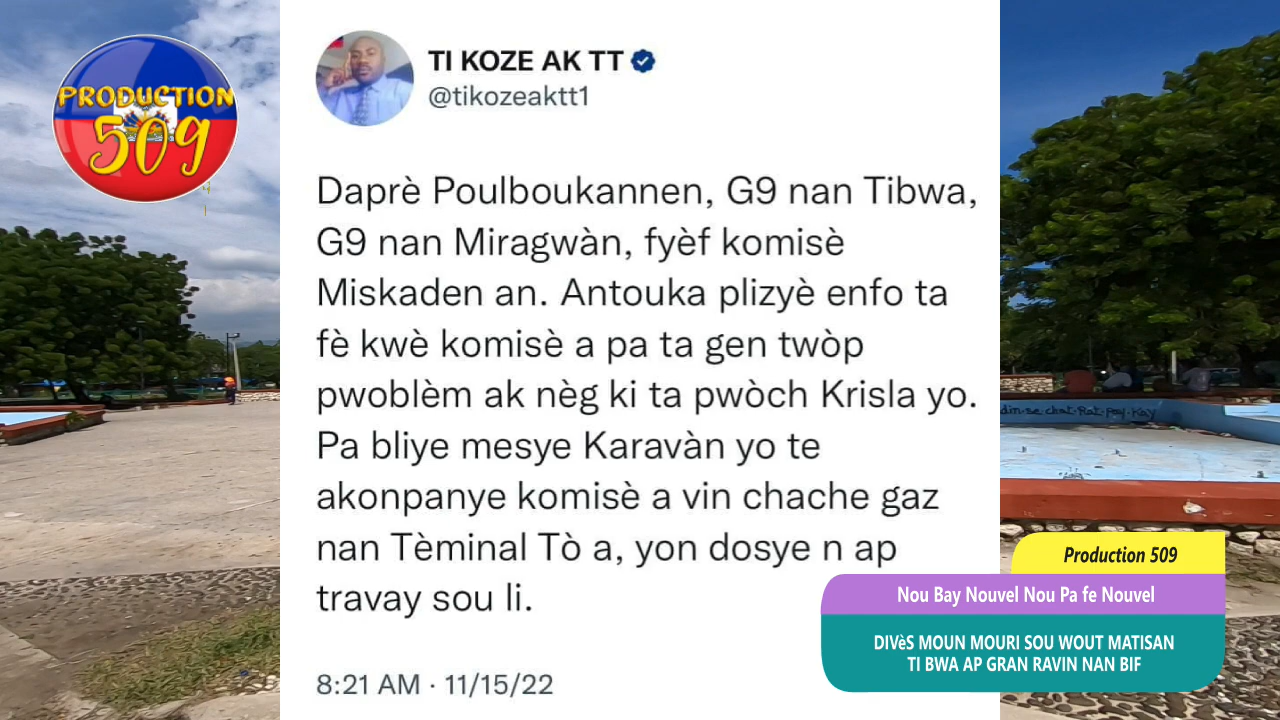 PRODUCTION
509
TI KOZE AK TT
@tikozeaktt1
Daprè Poulboukannen, G9 nan Tibwa,
G9 nan Miragwàn, fyèf komisè
Miskaden an. Antouka plizyè enfo ta
fè kwè komisè a pa ta gen twòp
pwoblèm ak nèg ki ta pwòch Krisla yo.
Pa bliye mesye Karavàn yo te
akonpanye komisè a vin chache gaz
nan Tèminal Tò a, yon dosye n ap
travay sou li.
8:21 AM · 11/15/22
Production 509
Nou Bay Nouvel Nou Pa fe Nouvel
DIVèS MOUN MOURI SOU WOUT MATISAN
TI BWA AP GRAN RAVIN NAN BIF